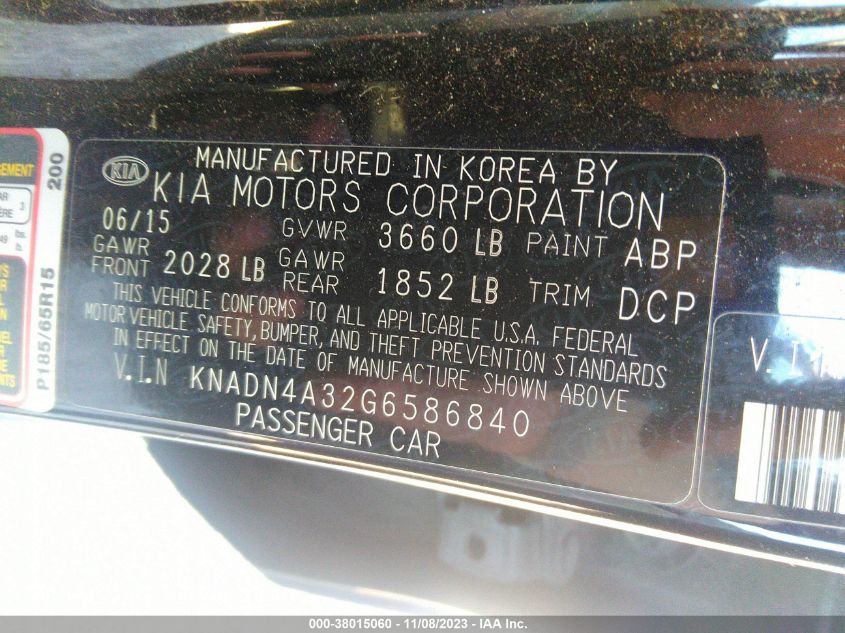 MANUFACTURED IN KOREA BY
KIA KIA MOTORS CORPORATION
06/15 GVWR 3660 LB PAINT ABP
GAWR FRONT 2028 LB GAWR REAR 1852 LB TRIM DCP
THIS VEHICLE CONFORMS TO ALL APPLICABLE U.S.A. FEDERAL
MOTOR VEHICLE SAFETY, BUMPER, AND THEFT PREVENTION STANDARDS
IN EFFECT ON THE DATE OF MANUFACTURE SHOWN ABOVE
V.I.N KNADN4A32G6586840
PASSENGER CAR
P185/65R15 200
V.I
000-38015060 - 11/08/2023 - IAA Inc.